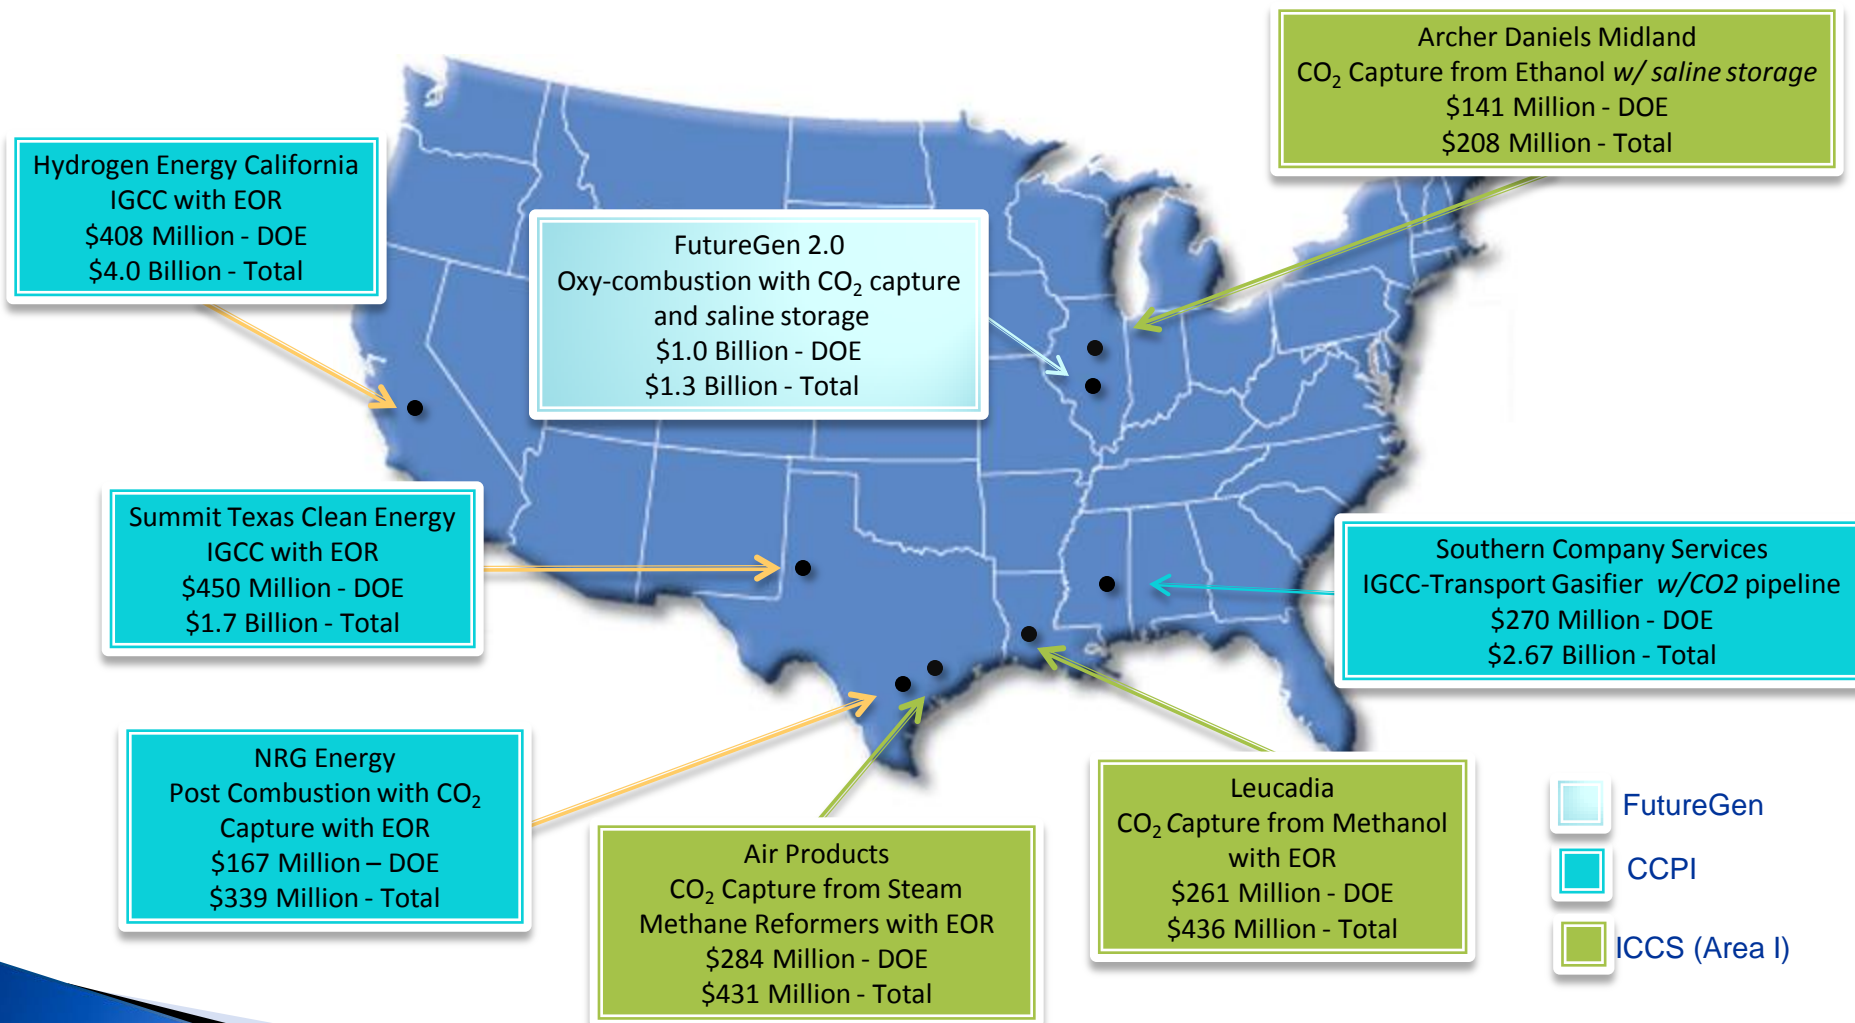 Archer Daniels Midland
CO₂ Capture from Ethanol w/ saline storage
$141 Million - DOE
$208 Million - Total
Hydrogen Energy California
IGCC with EOR
$408 Million - DOE
$4.0 Billion - Total
FutureGen 2.0
Oxy-combustion with CO₂ capture
and saline storage
$1.0 Billion - DOE
$1.3 Billion - Total
Summit Texas Clean Energy
IGCC with EOR
$450 Million - DOE
$1.7 Billion - Total
Southern Company Services
IGCC-Transport Gasifier w/CO2 pipeline
$270 Million - DOE
$2.67 Billion - Total
NRG Energy
Post Combustion with CO₂
Capture with EOR
$167 Million – DOE
$339 Million - Total
Air Products
CO₂ Capture from Steam
Methane Reformers with EOR
$284 Million - DOE
$431 Million - Total
Leucadia
CO₂ Capture from Methanol
with EOR
$261 Million - DOE
$436 Million - Total
FutureGen
CCPI
ICCS (Area I)